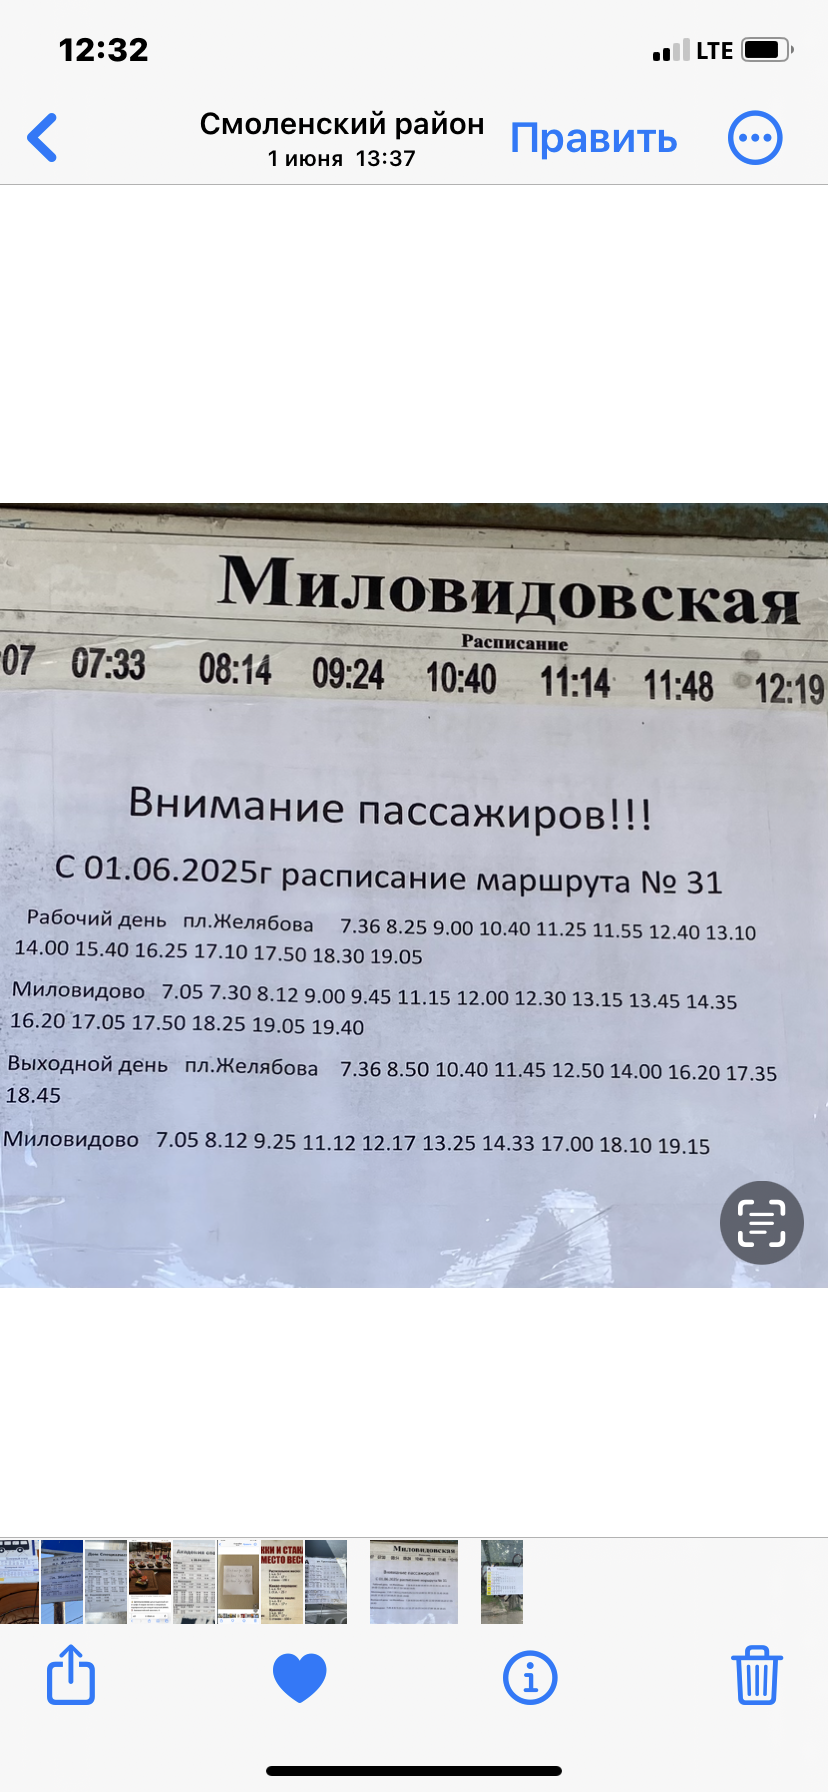 12:32
LTE
Смоленский район
1 июня 13:37
Править
Миловидовская
Расписание
07 07:33 08:14 09:24 10:40 11:14 11:48 12:19
Внимание пассажиров!!!
С 01.06.2025г расписание маршрута № 31
Рабочий день пл.Желябова 7.36 8.25 9.00 10.40 11.25 11.55 12.40 13.10
14.00 15.40 16.25 17.10 17.50 18.30 19.05
Миловидово 7.05 7.30 8.12 9.00 9.45 11.15 12.00 12.30 13.15 13.45 14.35
16.20 17.05 17.50 18.25 19.05 19.40
Выходной день пл.Желябова 7.36 8.50 10.40 11.45 12.50 14.00 16.20 17.35
18.45
Миловидово 7.05 8.12 9.25 11.12 12.17 13.25 14.33 17.00 18.10 19.15